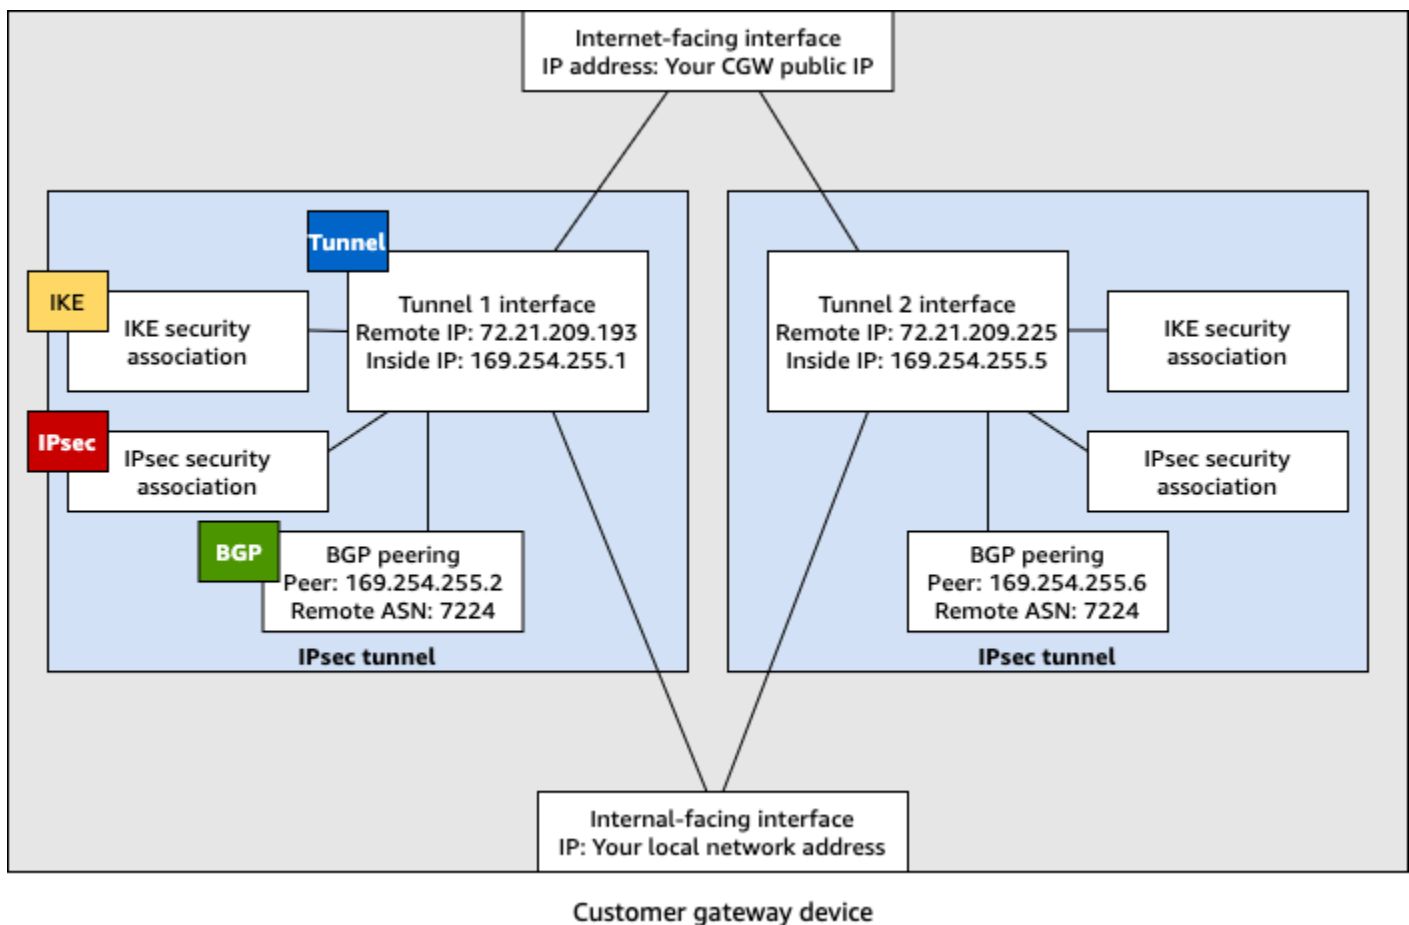 Internet-facing interface
IP address: Your CGW public IP
Tunnel
IKE
IKE security
association
Tunnel 1 interface
Remote IP: 72.21.209.193
Inside IP: 169.254.255.1
IPsec
IPsec security
association
BGP
BGP peering
Peer: 169.254.255.2
Remote ASN: 7224
IPsec tunnel
Tunnel 2 interface
Remote IP: 72.21.209.225
Inside IP: 169.254.255.5
IKE security
association
IPsec security
association
BGP peering
Peer: 169.254.255.6
Remote ASN: 7224
IPsec tunnel
Internal-facing interface
IP: Your local network address
Customer gateway device